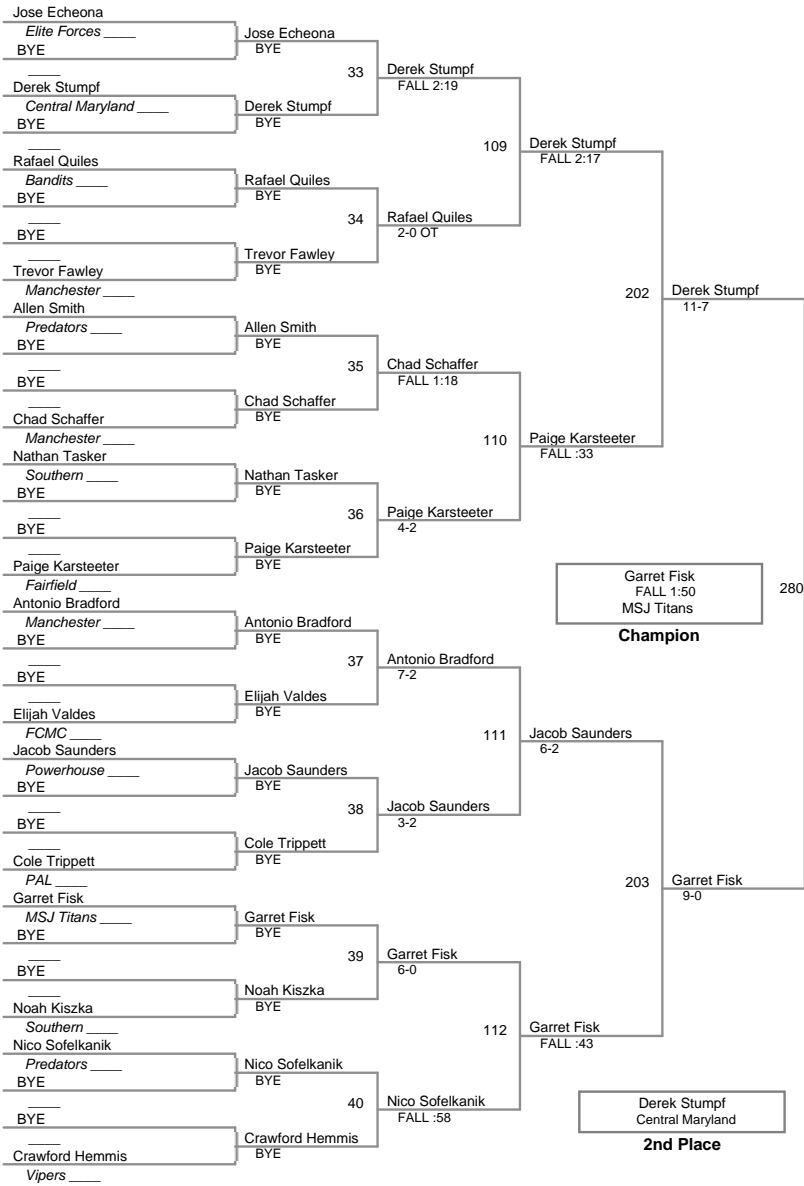 Jose Echeona
Elite Forces ____
BYE
____
Derek Stumpf
Central Maryland ____
BYE
____
Rafael Quiles
Bandits ____
BYE
____
BYE
____
Trevor Fawley
Manchester ____
Allen Smith
Predators ____
BYE
____
BYE
____
Chad Schaffer
Manchester ____
Nathan Tasker
Southern ____
BYE
____
BYE
____
Paige Karsteeter
Fairfield ____
Antonio Bradford
Manchester ____
BYE
____
BYE
____
Elijah Valdes
FCMC ____
Jacob Saunders
Powerhouse ____
BYE
____
BYE
____
Cole Trippett
PAL ____
Garret Fisk
MSJ Titans ____
BYE
____
BYE
____
Noah Kiszka
Southern ____
Nico Sofelkanik
Predators ____
BYE
____
BYE
____
Crawford Hemmis
Vipers ____
Jose Echeona
BYE
33
Derek Stumpf
BYE
Rafael Quiles
BYE
34
Trevor Fawley
BYE
Allen Smith
BYE
35
Chad Schaffer
BYE
Nathan Tasker
BYE
36
Paige Karsteeter
BYE
Antonio Bradford
BYE
37
Elijah Valdes
BYE
Jacob Saunders
BYE
38
Cole Trippett
BYE
Garret Fisk
BYE
39
Noah Kiszka
BYE
Nico Sofelkanik
BYE
40
Crawford Hemmis
BYE
Derek Stumpf
FALL 2:19
109
Rafael Quiles
2-0 OT
Chad Schaffer
FALL 1:18
110
Paige Karsteeter
4-2
Antonio Bradford
7-2
111
Jacob Saunders
3-2
Garret Fisk
6-0
112
Nico Sofelkanik
FALL :58
Derek Stumpf
FALL 2:17
202
Paige Karsteeter
FALL :33
Jacob Saunders
6-2
203
Garret Fisk
FALL :43
Derek Stumpf
11-7
280
Garret Fisk
9-0
Garret Fisk
FALL 1:50
MSJ Titans
Champion
Derek Stumpf
Central Maryland
2nd Place